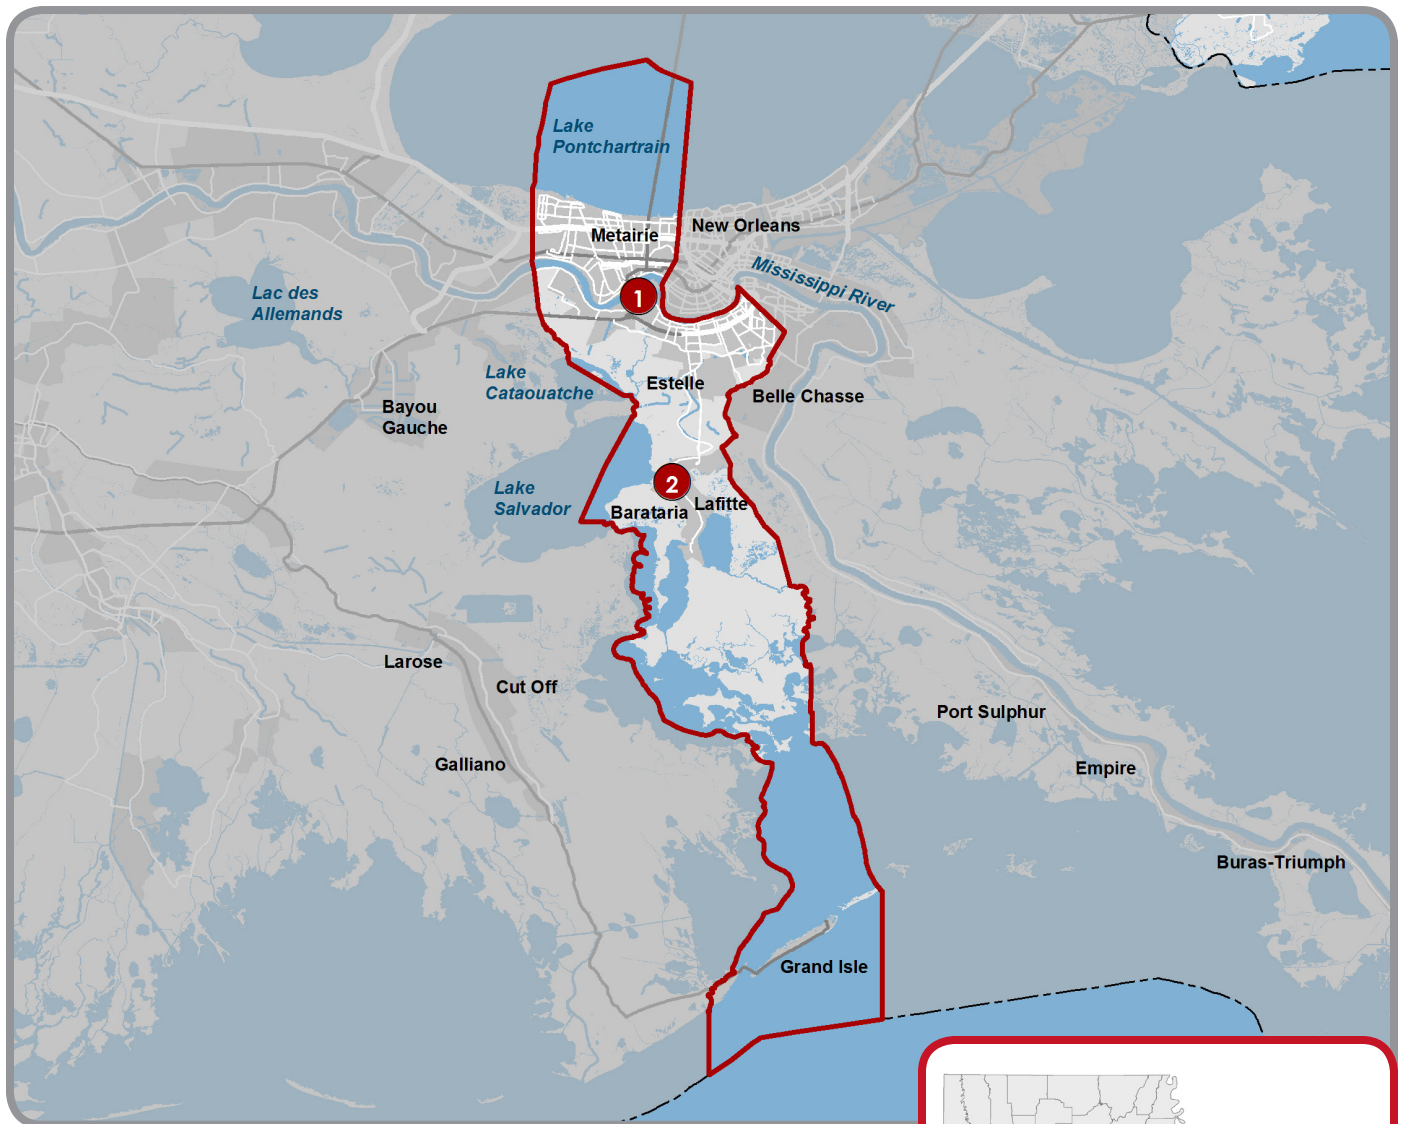 Lake
Pontchartrain
Metairie
New Orleans
Mississippi River
Lac des
Allemands
1
Lake
Cataouatche
Estelle
Belle Chasse
Bayou
Gauche
2
Lake
Salvador
Barataria
Lafitte
Larose
Cut Off
Port Sulphur
Galliano
Empire
Buras-Triumph
Grand Isle